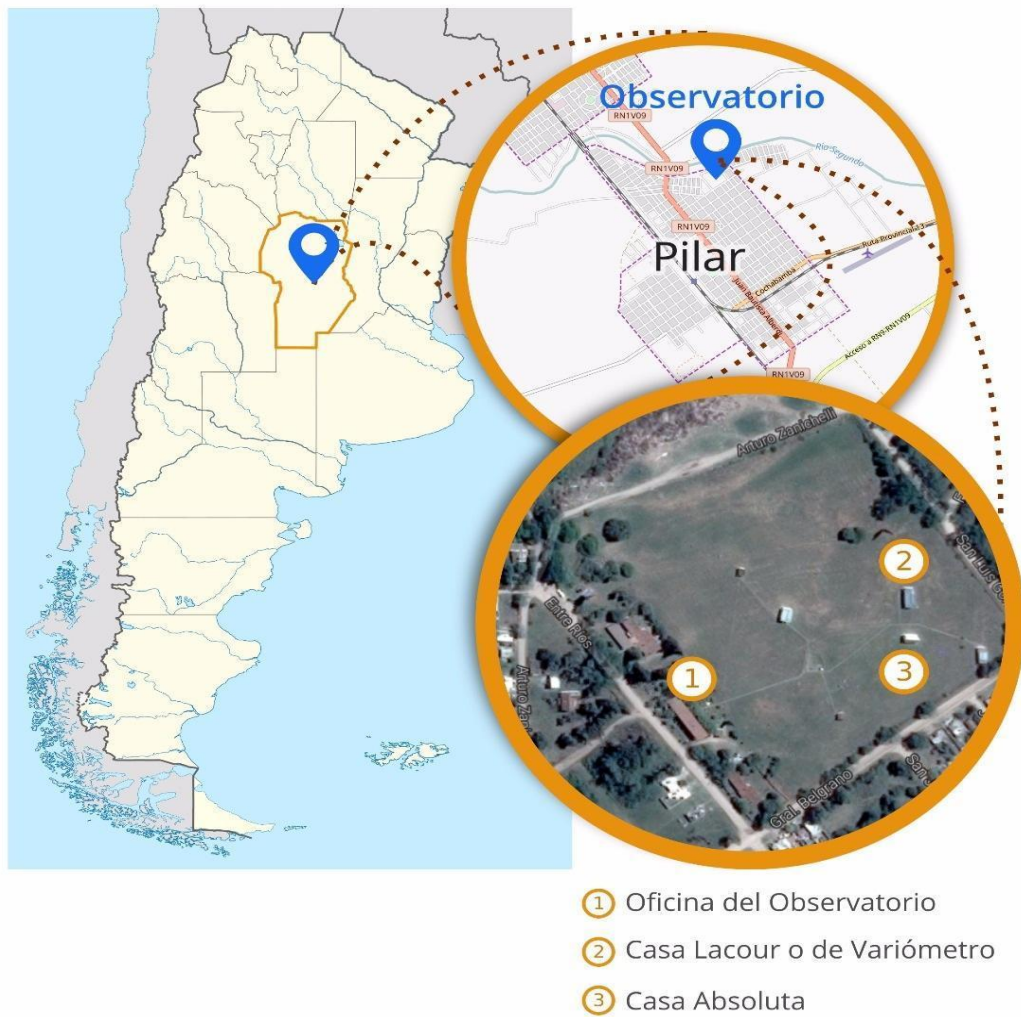 Observatorio
RN1V09
RN1V09
Río Segundo
RN1V09
Pilar
Ruta Provincial 3
Cochabamba
Juan Bautista Alberdi
Acceso a RN9-RN1V09
RN1V09
Arturo Zanichelli
2
San Luis
Entre Ríos
1
3
Gral. Belgrano
1 Oficina del Observatorio
2 Casa Lacour o de Variómetro
3 Casa Absoluta